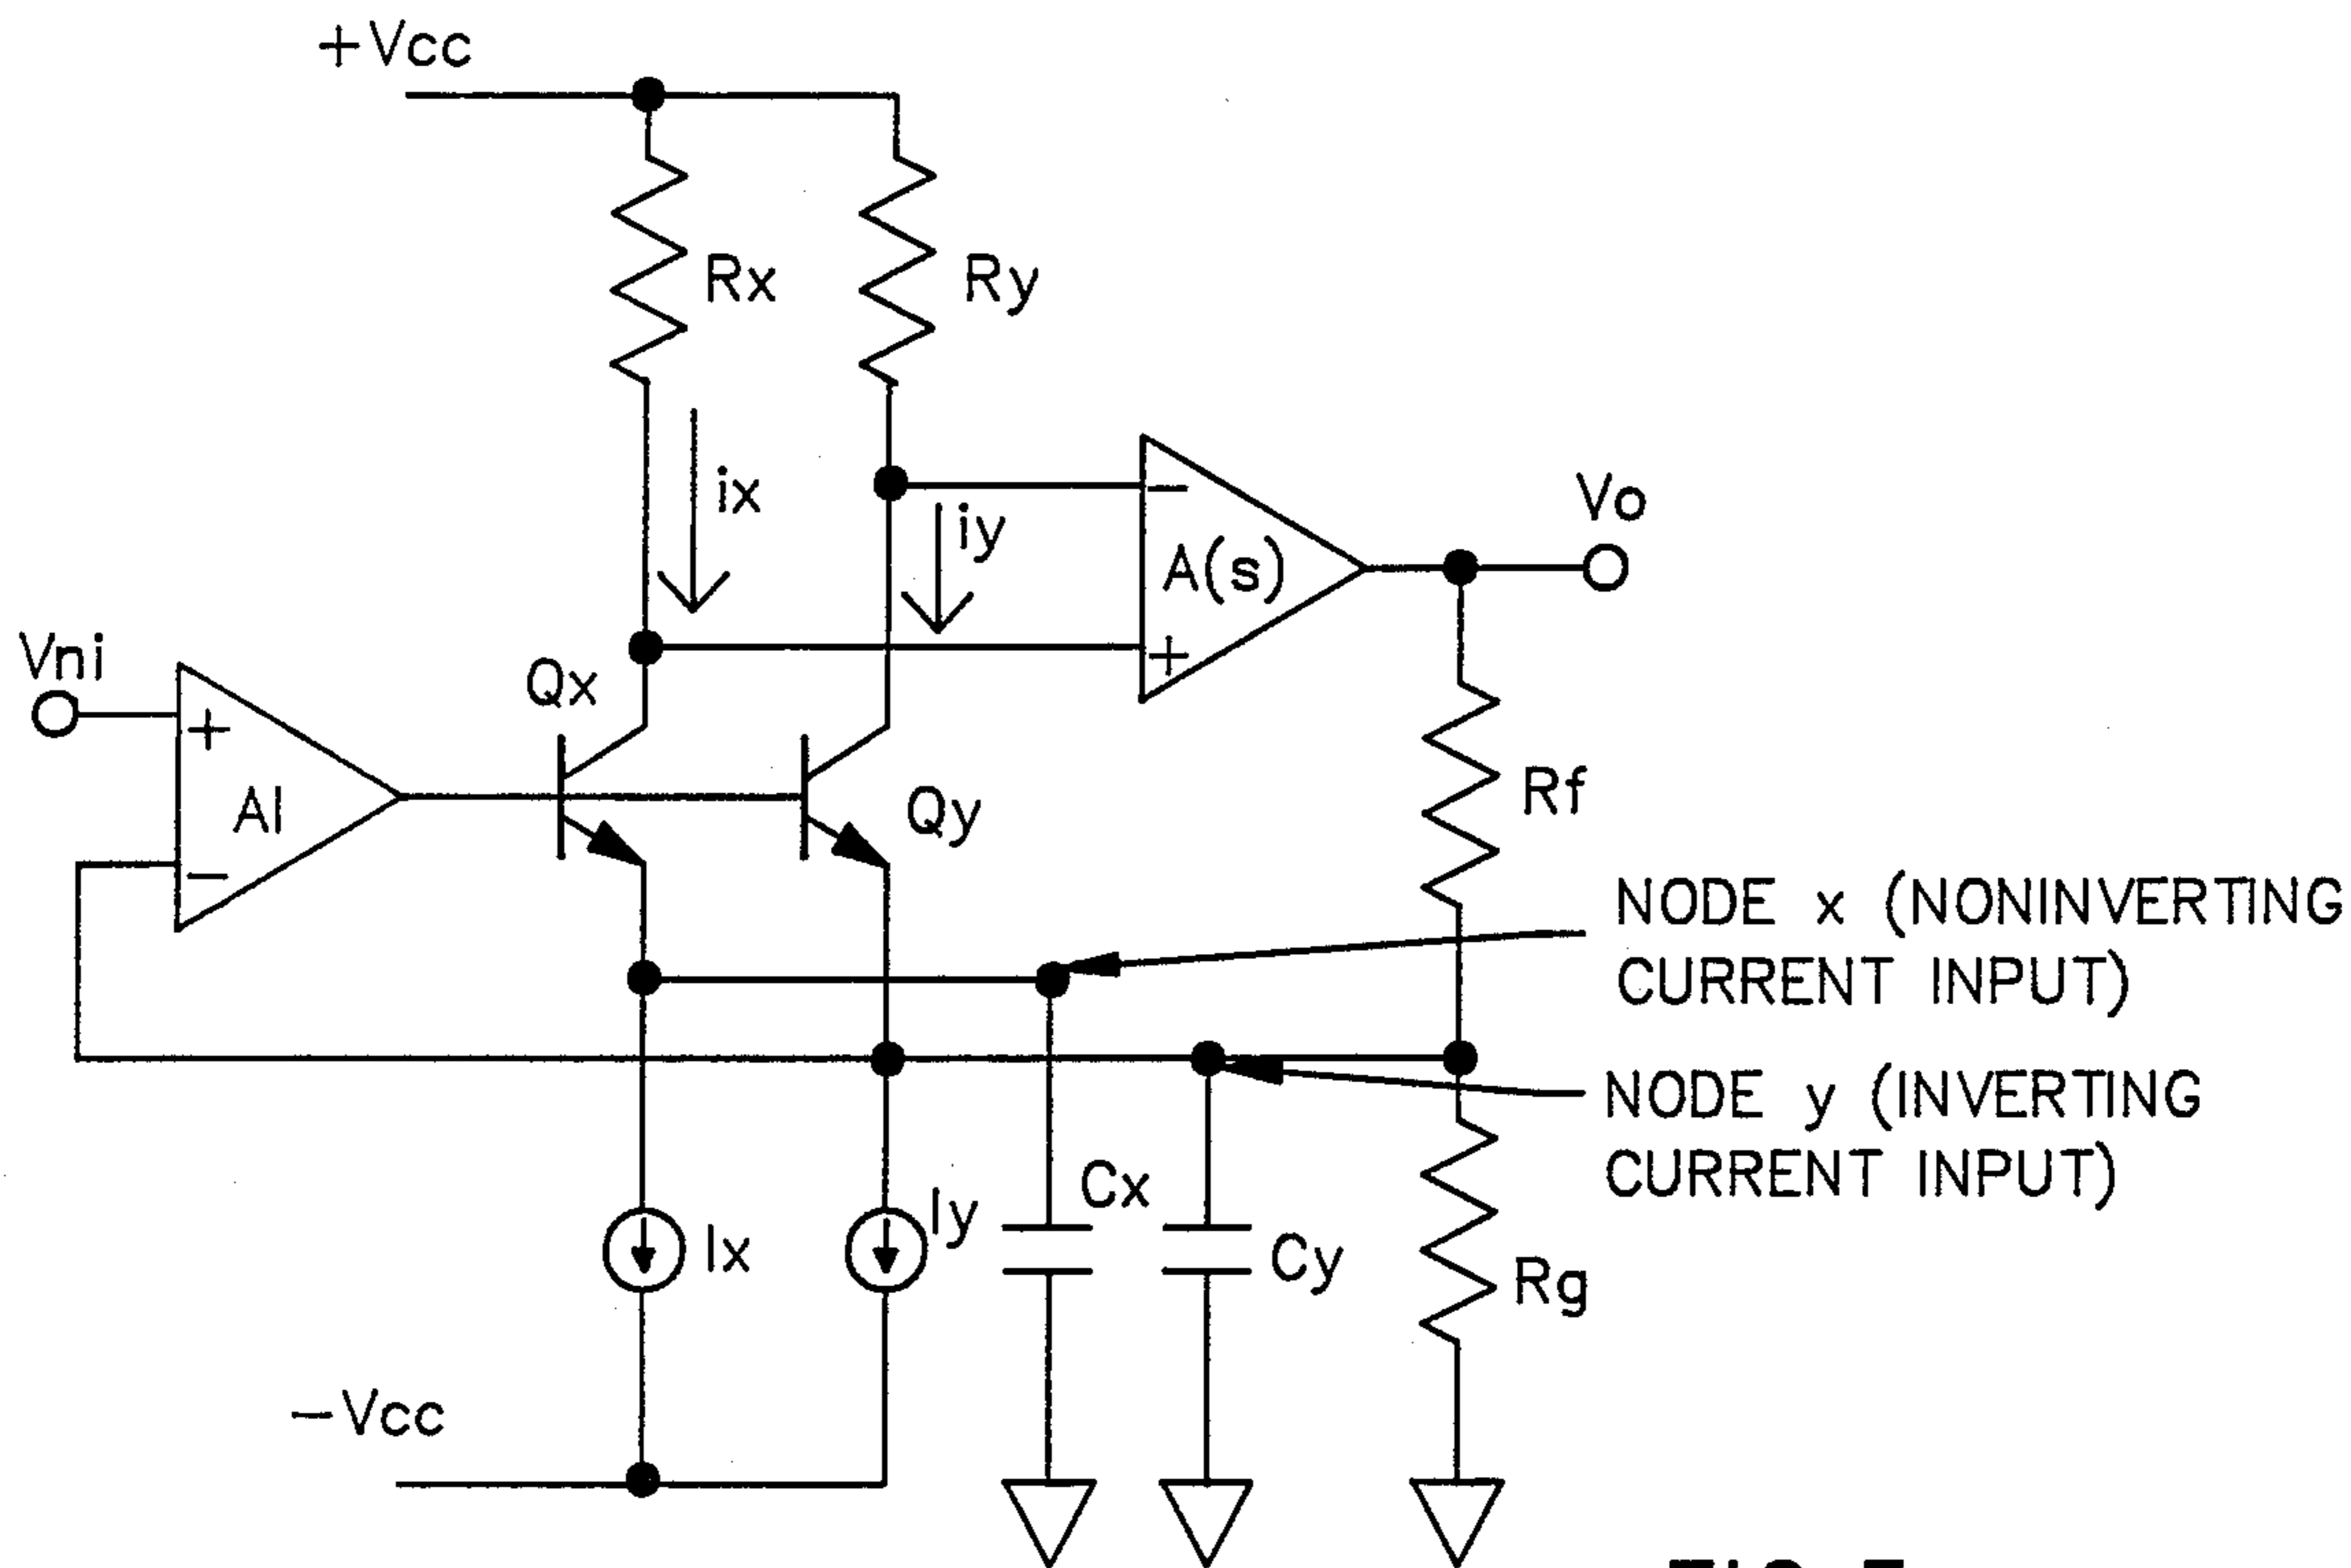 +Vcc
Rx
Ry
ix
iy
−
A(s)
+
Vo
Vni
+
AI
−
Qx
Qy
Rf
NODE x (NONINVERTING
CURRENT INPUT)
NODE y (INVERTING
CURRENT INPUT)
Ix
Iy
Cx
Cy
Rg
−Vcc